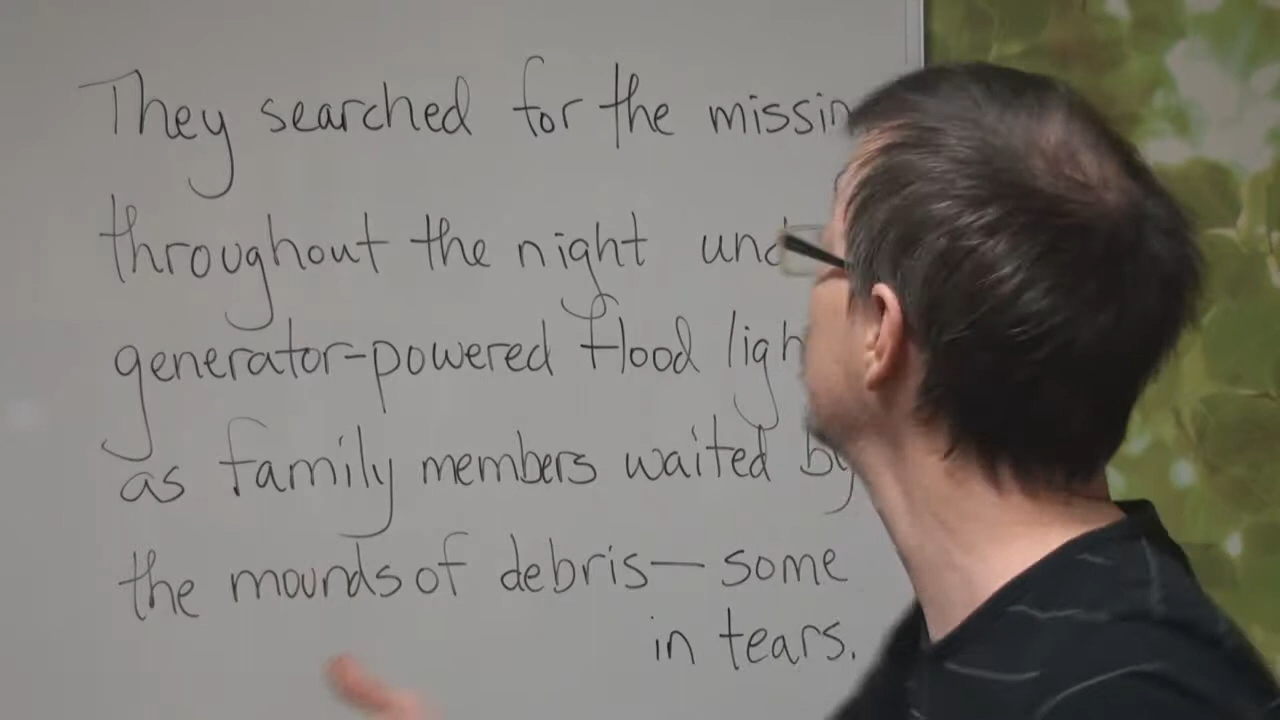 They searched for the missin
throughout the night und
generator-powered flood ligh
as family members waited by
the mounds of debris— some
in tears.